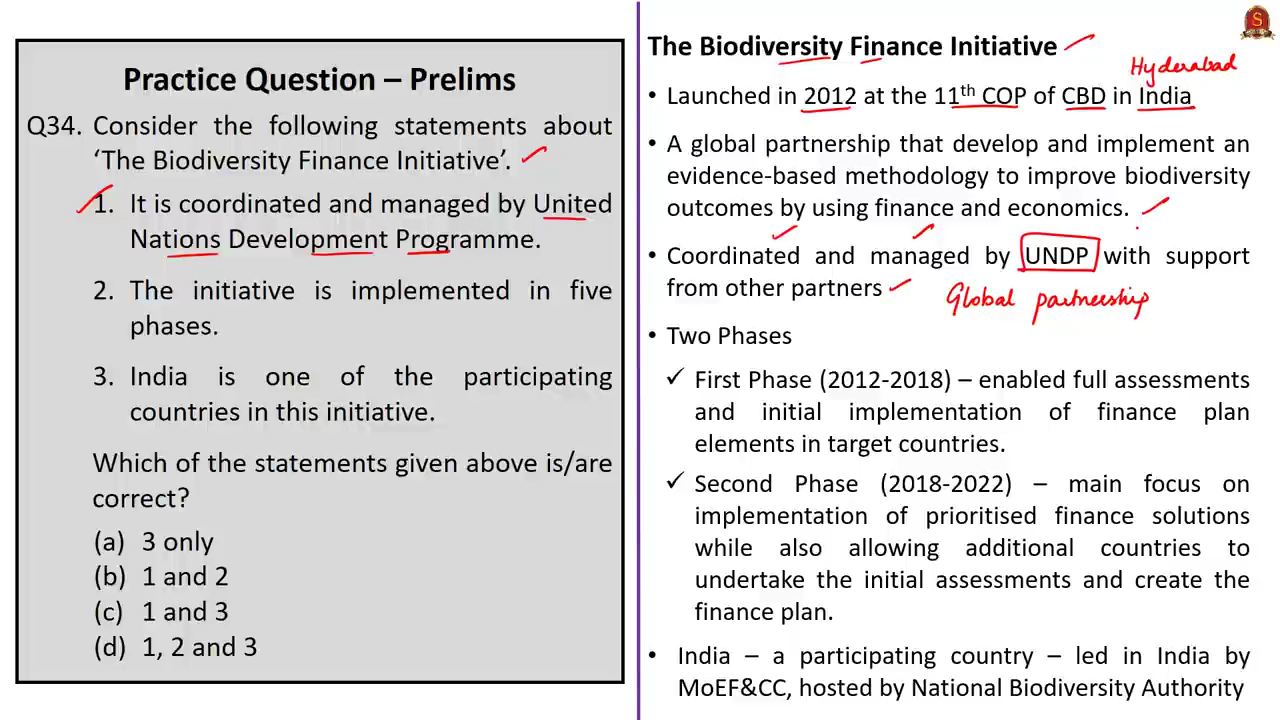 Practice Question – Prelims
Q34. Consider the following statements about
‘The Biodiversity Finance Initiative’.
1. It is coordinated and managed by United
Nations Development Programme.
2. The initiative is implemented in five
phases.
3. India is one of the participating
countries in this initiative.
Which of the statements given above is/are
correct?
(a) 3 only
(b) 1 and 2
(c) 1 and 3
(d) 1, 2 and 3
The Biodiversity Finance Initiative
Hyderabad
• Launched in 2012 at the 11th COP of CBD in India
• A global partnership that develop and implement an
evidence-based methodology to improve biodiversity
outcomes by using finance and economics.
• Coordinated and managed by UNDP with support
from other partners
Global partnership
• Two Phases
✓ First Phase (2012-2018) – enabled full assessments
and initial implementation of finance plan
elements in target countries.
✓ Second Phase (2018-2022) – main focus on
implementation of prioritised finance solutions
while also allowing additional countries to
undertake the initial assessments and create the
finance plan.
• India – a participating country – led in India by
MoEF&CC, hosted by National Biodiversity Authority